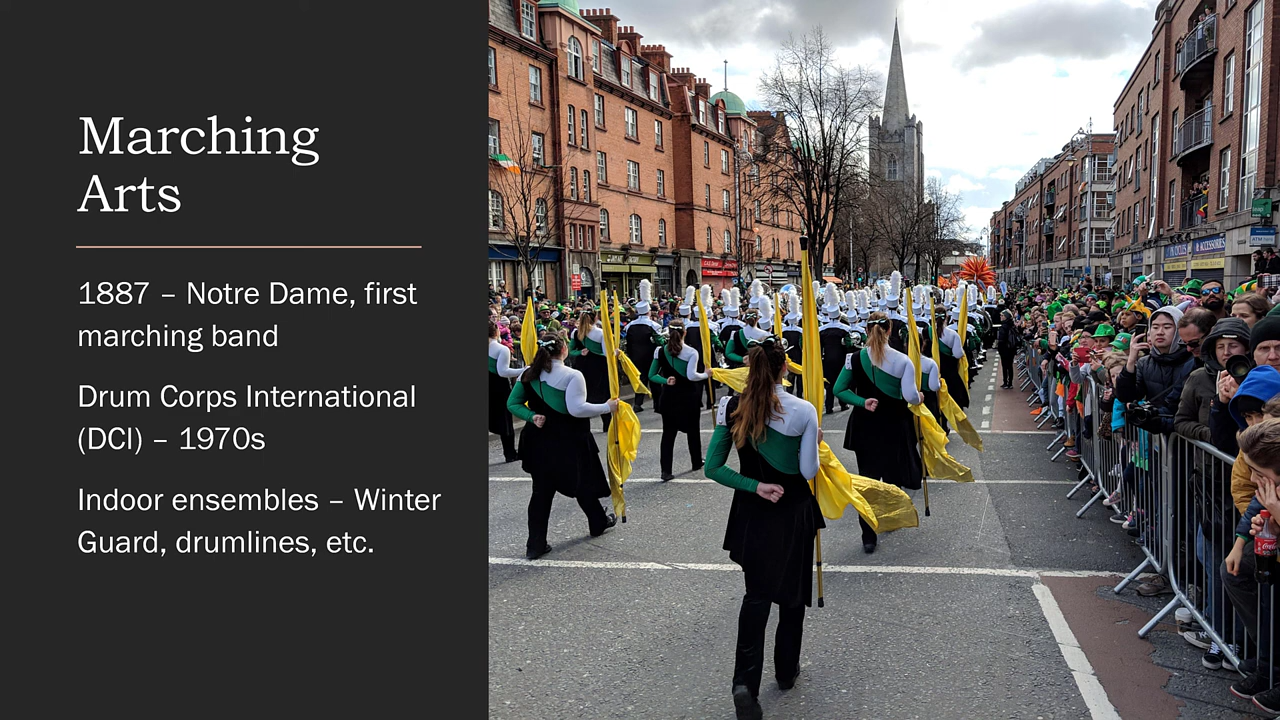 Marching
Arts
1887 – Notre Dame, first
marching band
Drum Corps International
(DCI) – 1970s
Indoor ensembles – Winter
Guard, drumlines, etc.